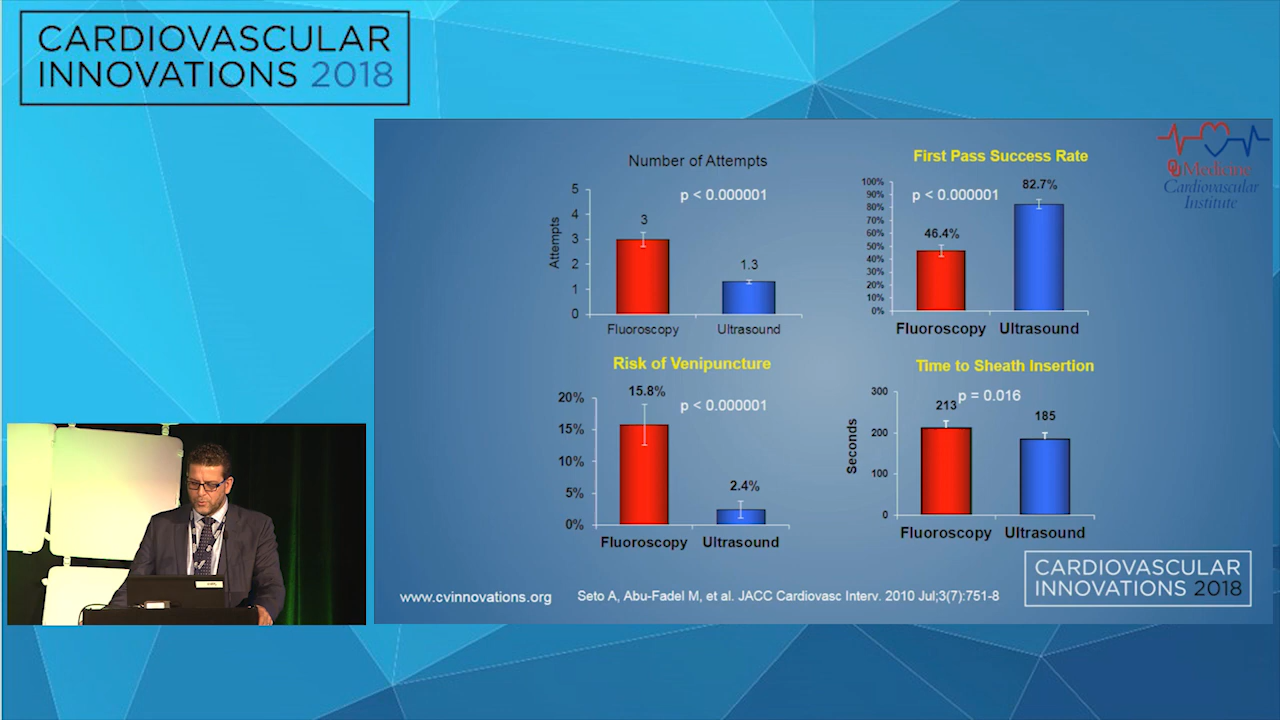 CARDIOVASCULAR
INNOVATIONS 2018
Number of Attempts
p < 0.000001
5
4
3
2
1
0
Attempts
3
1.3
Fluoroscopy
Ultrasound
First Pass Success Rate
p < 0.000001
100%
90%
80%
70%
60%
50%
40%
30%
20%
10%
0%
46.4%
82.7%
Fluoroscopy
Ultrasound
OU Medicine
Cardiovascular
Institute
Risk of Venipuncture
p < 0.000001
20%
15%
10%
5%
0%
15.8%
2.4%
Fluoroscopy
Ultrasound
Time to Sheath Insertion
p = 0.016
300
200
100
0
Seconds
213
185
Fluoroscopy
Ultrasound
www.cvinnovations.org
Seto A, Abu-Fadel M, et al. JACC Cardiovasc Interv. 2010 Jul;3(7):751-8
CARDIOVASCULAR
INNOVATIONS 2018